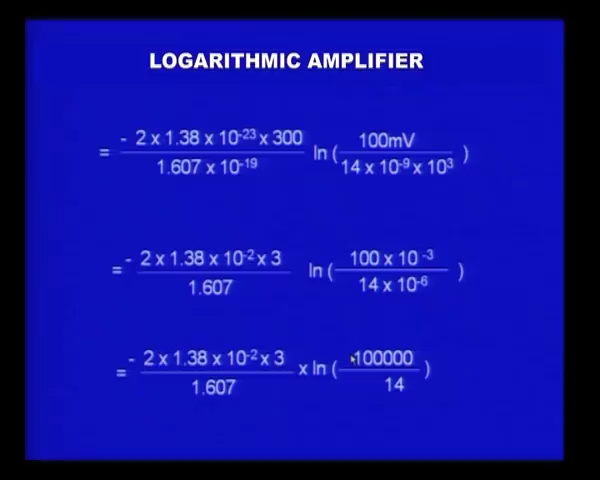 LOGARITHMIC AMPLIFIER
= - 2 x 1.38 x 10^-23 x 300 / 1.607 x 10^-19 ln ( 100mV / 14 x 10^-9 x 10^3 )
= - 2 x 1.38 x 10^-2 x 3 / 1.607 ln ( 100 x 10^-3 / 14 x 10^-6 )
= - 2 x 1.38 x 10^-2 x 3 / 1.607 x ln ( 100000 / 14 )